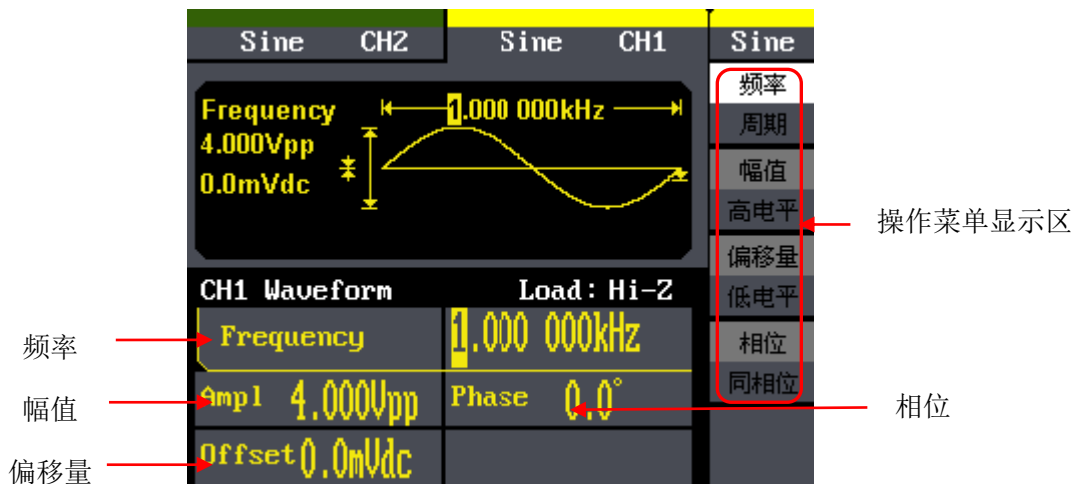 Sine CH2 Sine CH1 Sine
频率
Frequency 1.000 000kHz
周期
4.000Vpp
0.0mVdc
幅值
高电平
操作菜单显示区
偏移量
CH1 Waveform Load: Hi-Z
低电平
频率
Frequency 1.000 000kHz
相位
同相位
幅值
Ampl 4.000Vpp Phase 0.0°
相位
偏移量
Offset 0.0mVdc